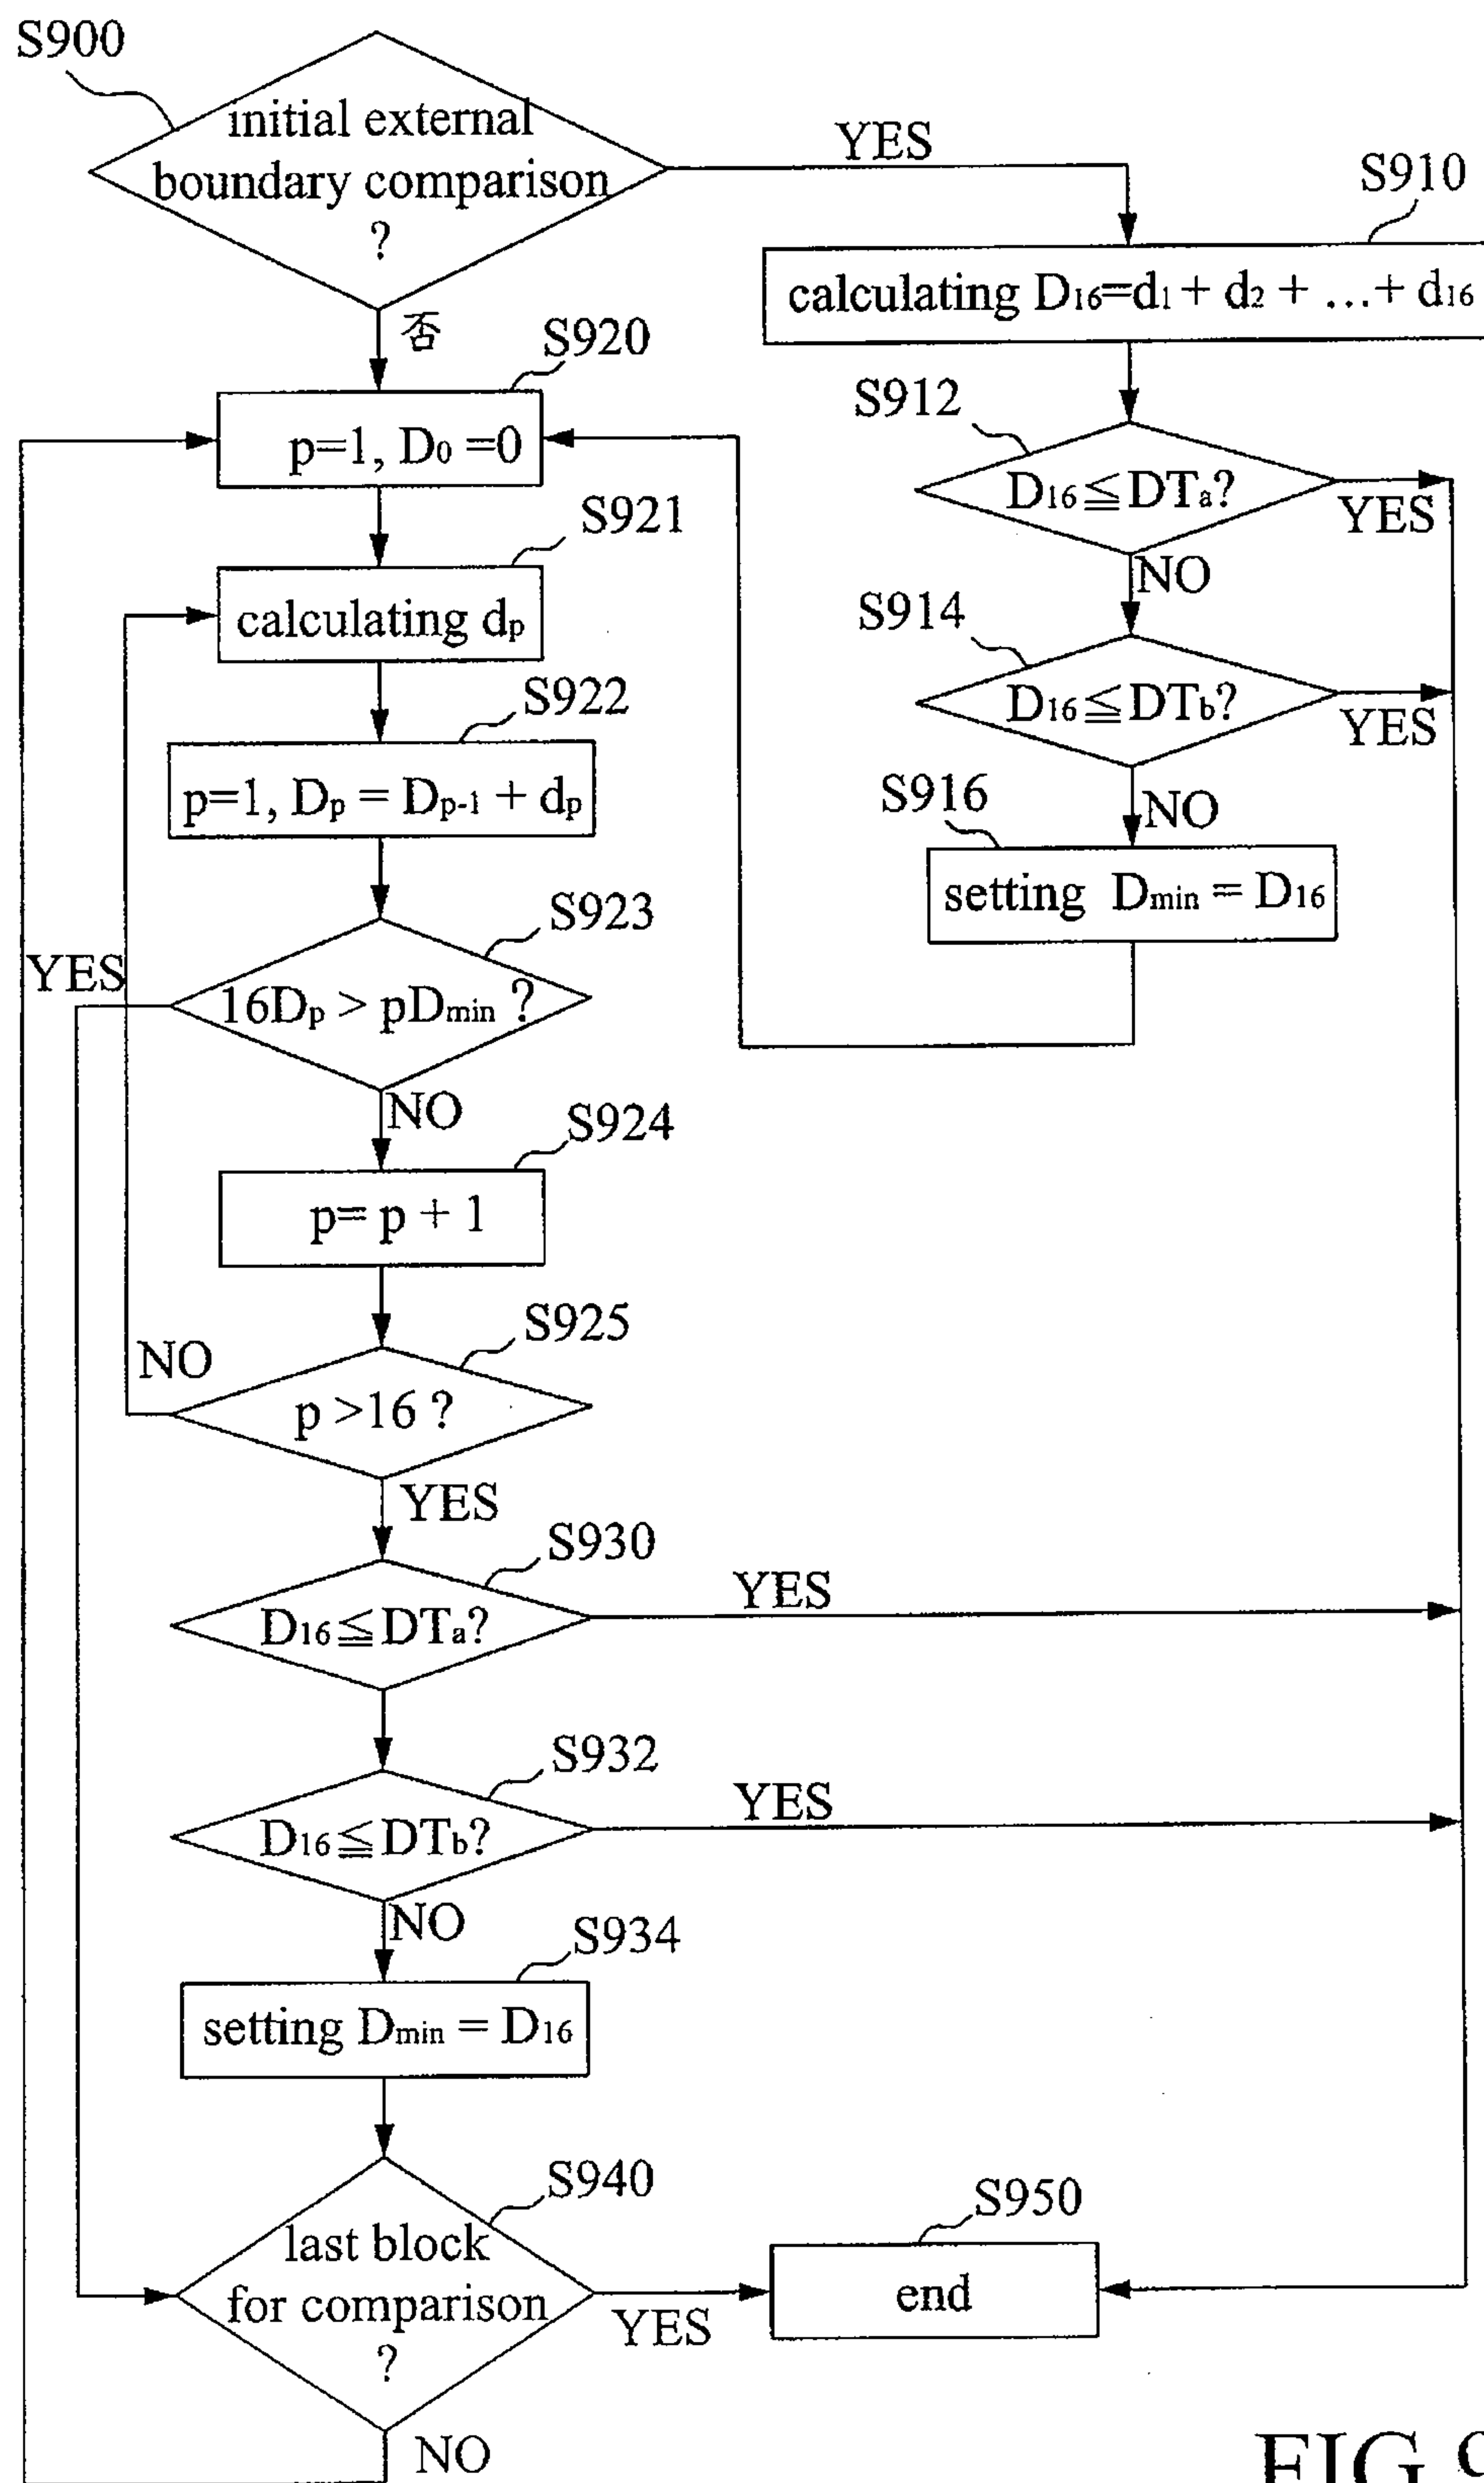 S900
initial external
boundary comparison
?
YES
否
S910
calculating D16=d1 + d2 + ...+ d16
S912
D16≦DTa?
YES
NO
S914
D16≦DTb?
YES
NO
S916
setting Dmin = D16
S920
p=1, D0 =0
S921
calculating dp
S922
p=1, Dp = Dp-1 + dp
S923
16Dp > pDmin ?
YES
NO
S924
p= p + 1
S925
p >16 ?
NO
YES
S930
D16≦DTa?
YES
S932
D16≦DTb?
YES
NO
S934
setting Dmin = D16
S940
last block
for comparison
?
YES
NO
S950
end
FIG 9